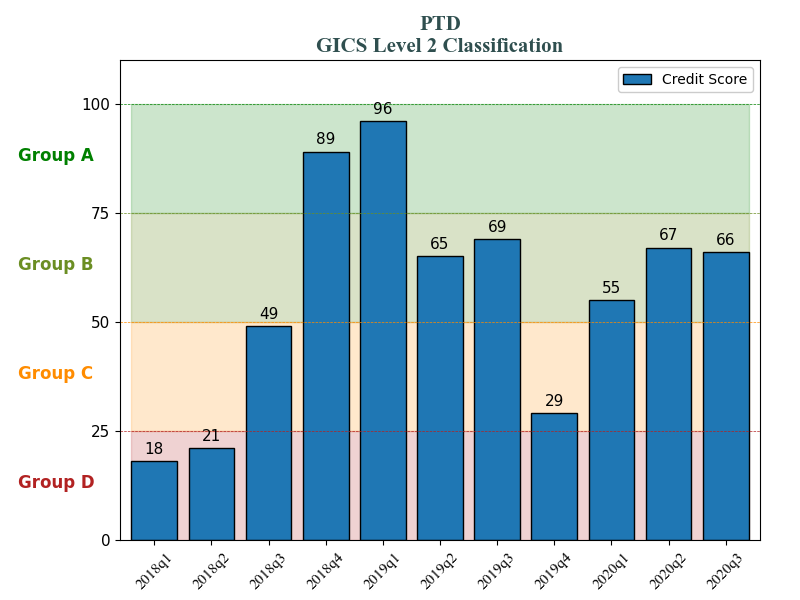 PTD
GICS Level 2 Classification
Credit Score
100
75
50
25
0
Group A
Group B
Group C
Group D
18
21
49
89
96
65
69
29
55
67
66
2018q1
2018q2
2018q3
2018q4
2019q1
2019q2
2019q3
2019q4
2020q1
2020q2
2020q3